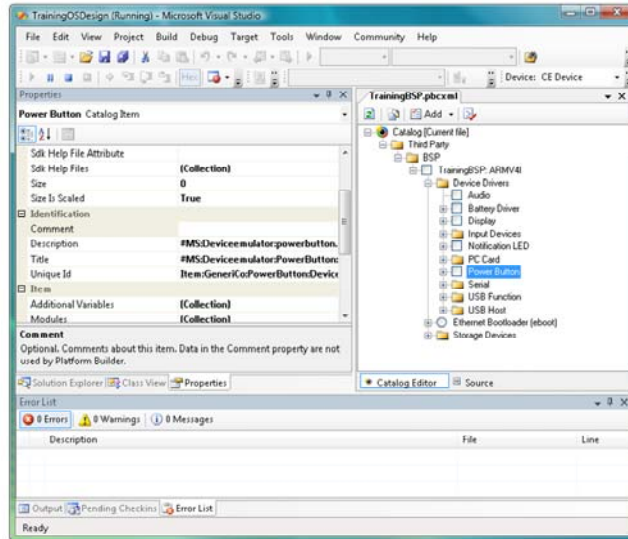 TrainingOSDesign (Running) - Microsoft Visual Studio
File Edit View Project Build Debug Target Tools Window Community Help
Hex Device: CE Device
Properties
Power Button Catalog Item
Sdk Help File Attribute
Sdk Help Files (Collection)
Size 0
Size Is Scaled True
Identification
Comment
Description #MS:Deviceemulator:powerbutton.
Title #MS:Deviceemulator:PowerButton:
Unique Id Item:GeneriCo:PowerButton:Device
Item
Additional Variables (Collection)
Modules (Collection)
Comment
Optional. Comments about this item. Data in the Comment property are not
used by Platform Builder.
Solution Explorer Class View Properties
TrainingBSP.pbcxml
Add
Catalog [Current file]
Third Party
BSP
TrainingBSP: ARMV4I
Device Drivers
Audio
Battery Driver
Display
Input Devices
Notification LED
PC Card
Power Button
Serial
USB Function
USB Host
Ethernet Bootloader (eboot)
Storage Devices
Catalog Editor Source
Error List
0 Errors 0 Warnings 0 Messages
Description File Line
Output Pending Checkins Error List
Ready